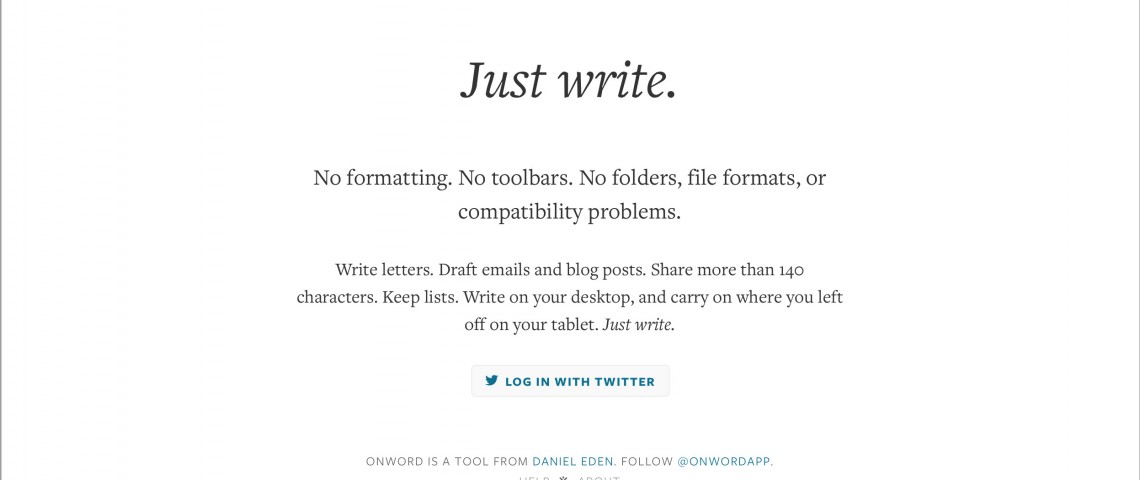 Just write.
No formatting. No toolbars. No folders, file formats, or
compatibility problems.
Write letters. Draft emails and blog posts. Share more than 140
characters. Keep lists. Write on your desktop, and carry on where you left
off on your tablet. Just write.
LOG IN WITH TWITTER
ONWORD IS A TOOL FROM DANIEL EDEN. FOLLOW @ONWORDAPP.
HELP ABOUT